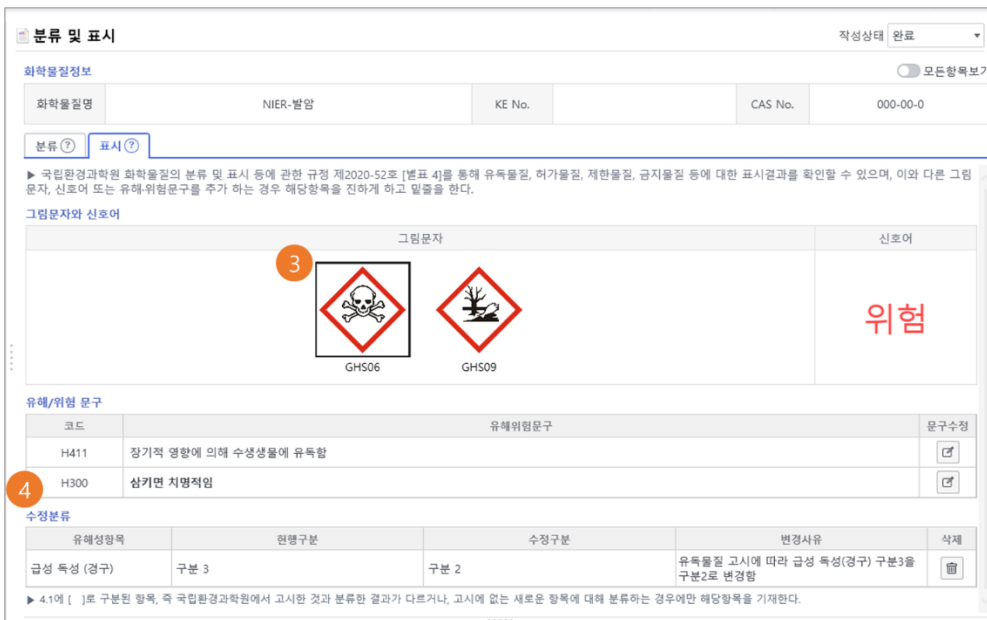 분류 및 표시
작성상태 완료
화학물질정보
모든항목보기
화학물질명 NIER-발암 KE No. CAS No. 000-00-0
분류 ? 표시 ?
▶ 국립환경과학원 화학물질의 분류 및 표시 등에 관한 규정 제2020-52호 [별표 4]를 통해 유독물질, 허가물질, 제한물질, 금지물질 등에 대한 표시결과를 확인할 수 있으며, 이와 다른 그림
문자, 신호어 또는 유해·위험문구를 추가 하는 경우 해당항목을 진하게 하고 밑줄을 한다.
그림문자와 신호어
그림문자 신호어
3
위험
GHS06 GHS09
유해/위험 문구
코드 유해위험문구 문구수정
H411 장기적 영향에 의해 수생생물에 유독함
4 H300 삼키면 치명적임
수정분류
유해성항목 현행구분 수정구분 변경사유 삭제
급성 독성 (경구) 구분 3 구분 2 유독물질 고시에 따라 급성 독성(경구) 구분3을
구분2로 변경함
▶ 4.1에 [ ]로 구분된 항목, 즉 국립환경과학원에서 고시한 것과 분류한 결과가 다르거나, 고시에 없는 새로운 항목에 대해 분류하는 경우에만 해당항목을 기재한다.